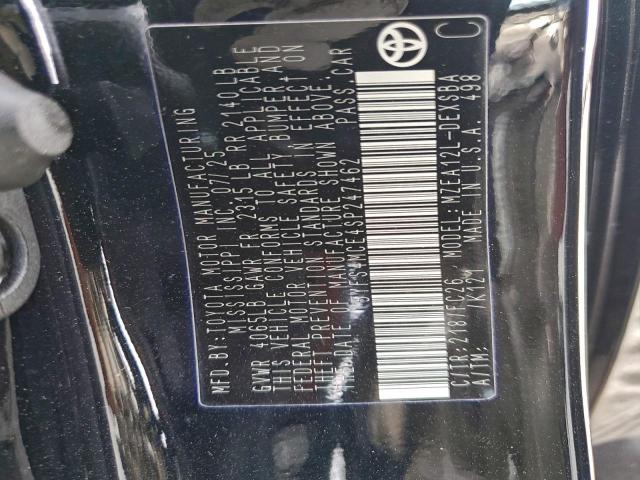 MFD.BY: TOYOTA MOTOR MANUFACTURING
MISSISSIPPI INC. 07/25
GVWR 4065LB GAWR FR 2315 LB RR 2140 LB
THIS VEHICLE CONFORMS TO ALL APPLICABLE
FEDERAL MOTOR VEHICLE SAFETY BUMPER AND
THEFT PREVENTION STANDARDS IN EFFECT ON
THE DATE OF MANUFACTURE SHOWN ABOVE.
PASS. CAR
C/TR: 218/FC26 MODEL: MZEA12L-DEXSBA
A/TM: /K121 MADE IN U.S.A. 498
C